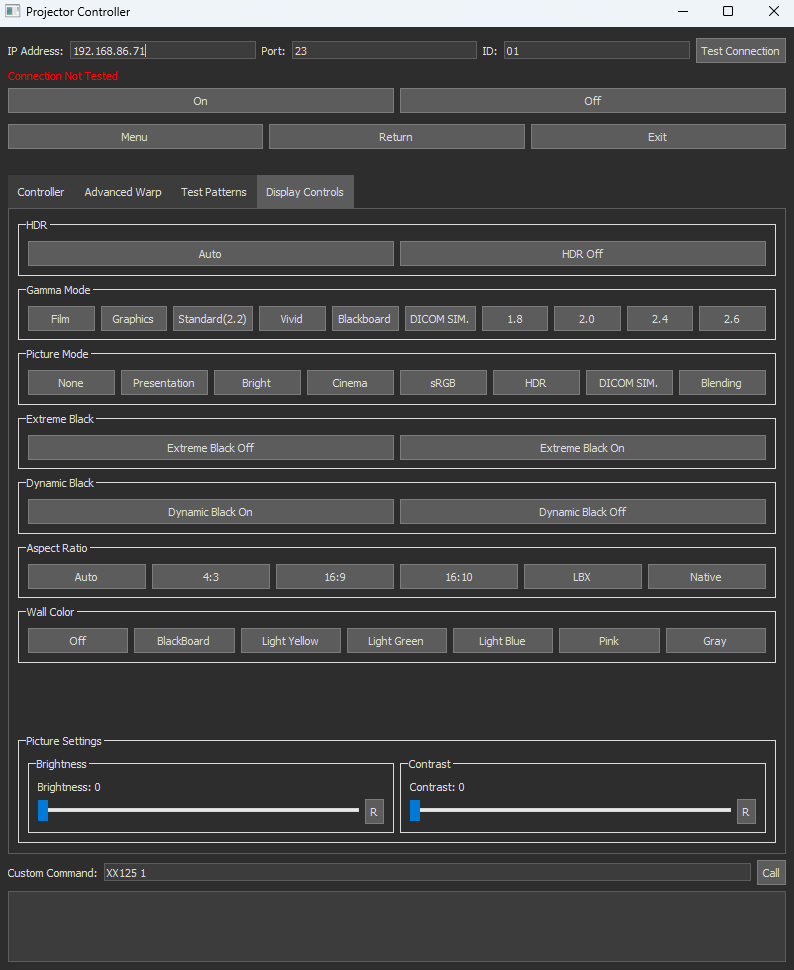 Projector Controller
IP Address: 192.168.86.71 Port: 23 ID: 01 Test Connection
Connection Not Tested
On Off
Menu Return Exit
Controller Advanced Warp Test Patterns Display Controls
HDR
Auto HDR Off
Gamma Mode
Film Graphics Standard(2.2) Vivid Blackboard DICOM SIM. 1.8 2.0 2.4 2.6
Picture Mode
None Presentation Bright Cinema sRGB HDR DICOM SIM. Blending
Extreme Black
Extreme Black Off Extreme Black On
Dynamic Black
Dynamic Black On Dynamic Black Off
Aspect Ratio
Auto 4:3 16:9 16:10 LBX Native
Wall Color
Off BlackBoard Light Yellow Light Green Light Blue Pink Gray
Picture Settings
Brightness Contrast
Brightness: 0 Contrast: 0
R R
Custom Command: XX125 1 Call